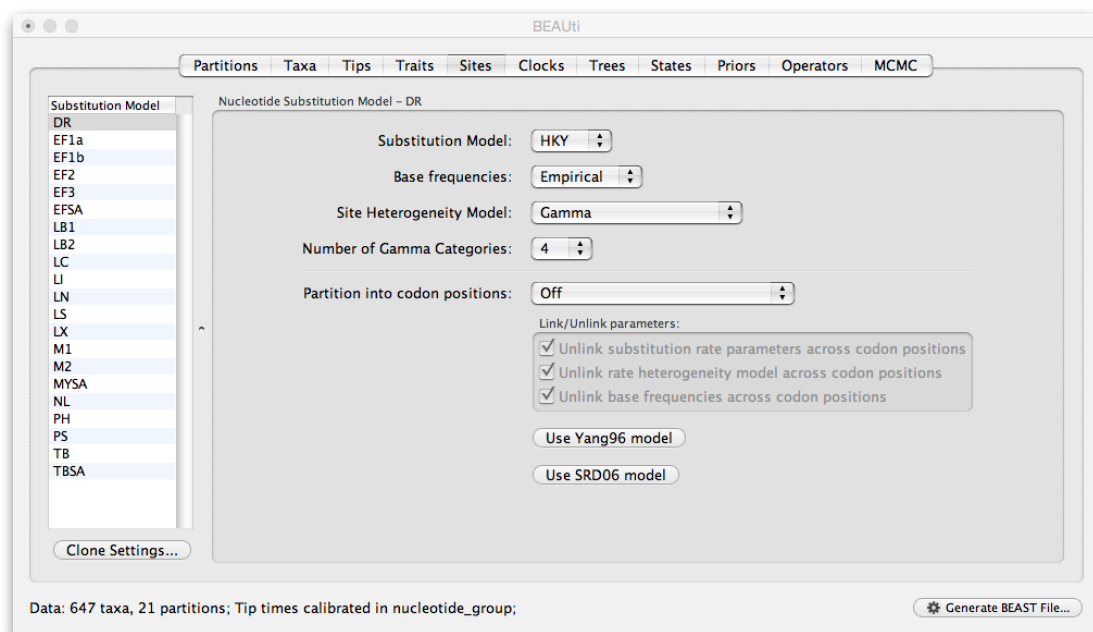 BEAUti
Partitions Taxa Tips Traits Sites Clocks Trees States Priors Operators MCMC
Substitution Model
DR
EF1a
EF1b
EF2
EF3
EFSA
LB1
LB2
LC
LI
LN
LS
LX
M1
M2
MYSA
NL
PH
PS
TB
TBSA
Clone Settings...
Nucleotide Substitution Model – DR
Substitution Model: HKY
Base frequencies: Empirical
Site Heterogeneity Model: Gamma
Number of Gamma Categories: 4
Partition into codon positions: Off
Link/Unlink parameters:
Unlink substitution rate parameters across codon positions
Unlink rate heterogeneity model across codon positions
Unlink base frequencies across codon positions
Use Yang96 model
Use SRD06 model
Data: 647 taxa, 21 partitions; Tip times calibrated in nucleotide_group;
Generate BEAST File...